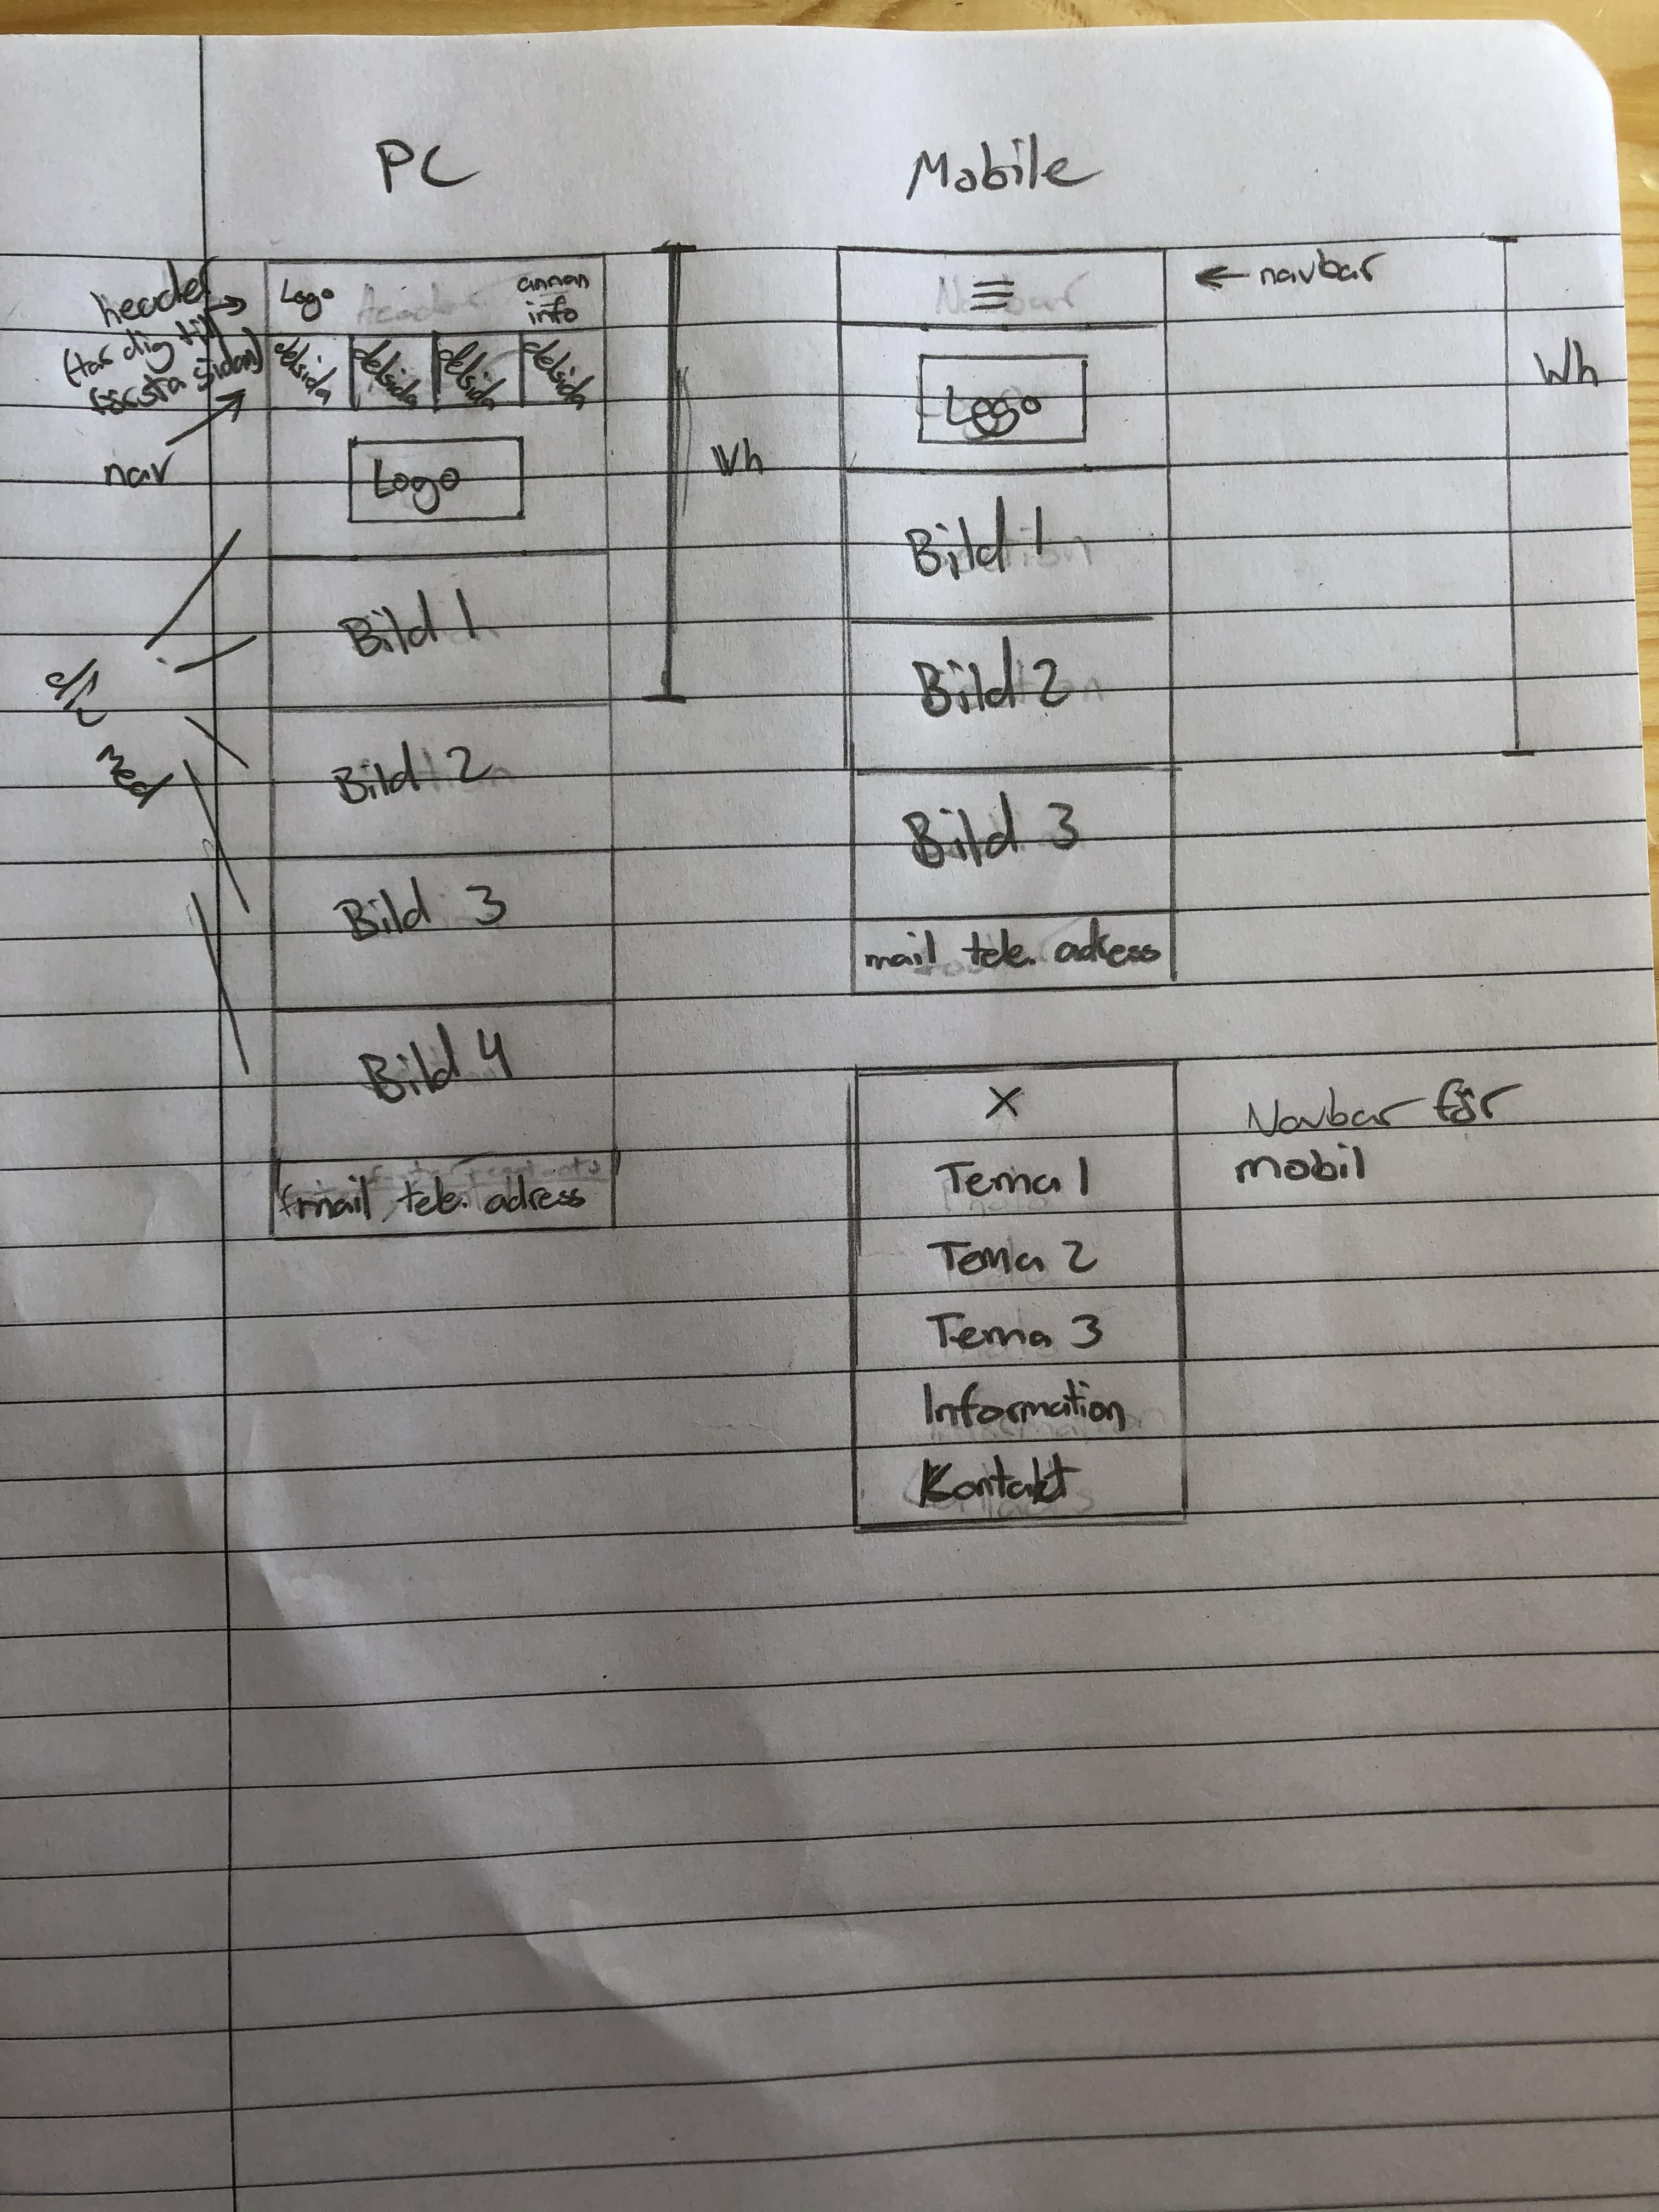 PC
Mobile
header
(tar dig till
första sidan)
nav
Logo
annan
info
delsida
delsida
delsida
delsida
Logo
Wh
Bild 1
Bild 2
Bild 3
Bild 4
mail tele. adress
med
navbar
Wh
Logo
Bild 1
Bild 2
Bild 3
mail tele. adress
X
Tema 1
Tema 2
Tema 3
Information
Kontakt
Navbar för
mobil